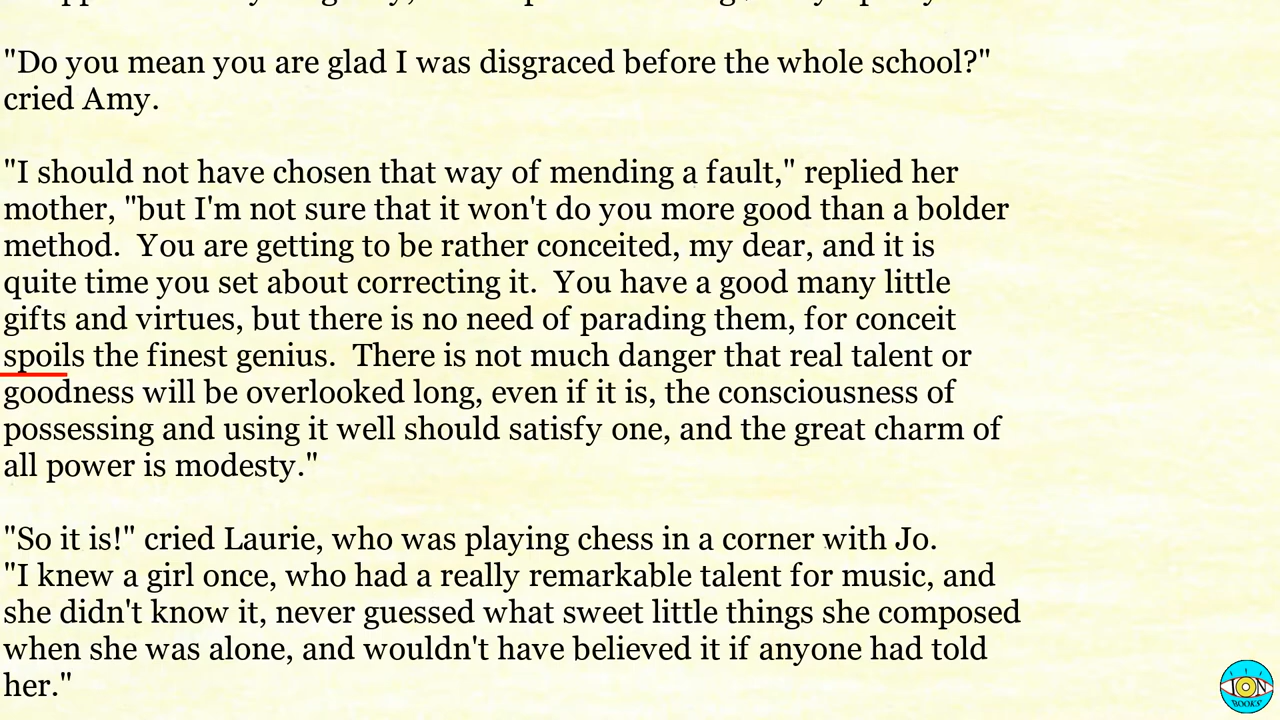 "Do you mean you are glad I was disgraced before the whole school?"
cried Amy.
"I should not have chosen that way of mending a fault," replied her
mother, "but I'm not sure that it won't do you more good than a bolder
method.  You are getting to be rather conceited, my dear, and it is
quite time you set about correcting it.  You have a good many little
gifts and virtues, but there is no need of parading them, for conceit
spoils the finest genius.  There is not much danger that real talent or
goodness will be overlooked long, even if it is, the consciousness of
possessing and using it well should satisfy one, and the great charm of
all power is modesty."
"So it is!" cried Laurie, who was playing chess in a corner with Jo.
"I knew a girl once, who had a really remarkable talent for music, and
she didn't know it, never guessed what sweet little things she composed
when she was alone, and wouldn't have believed it if anyone had told
her."
ION
BOOKS